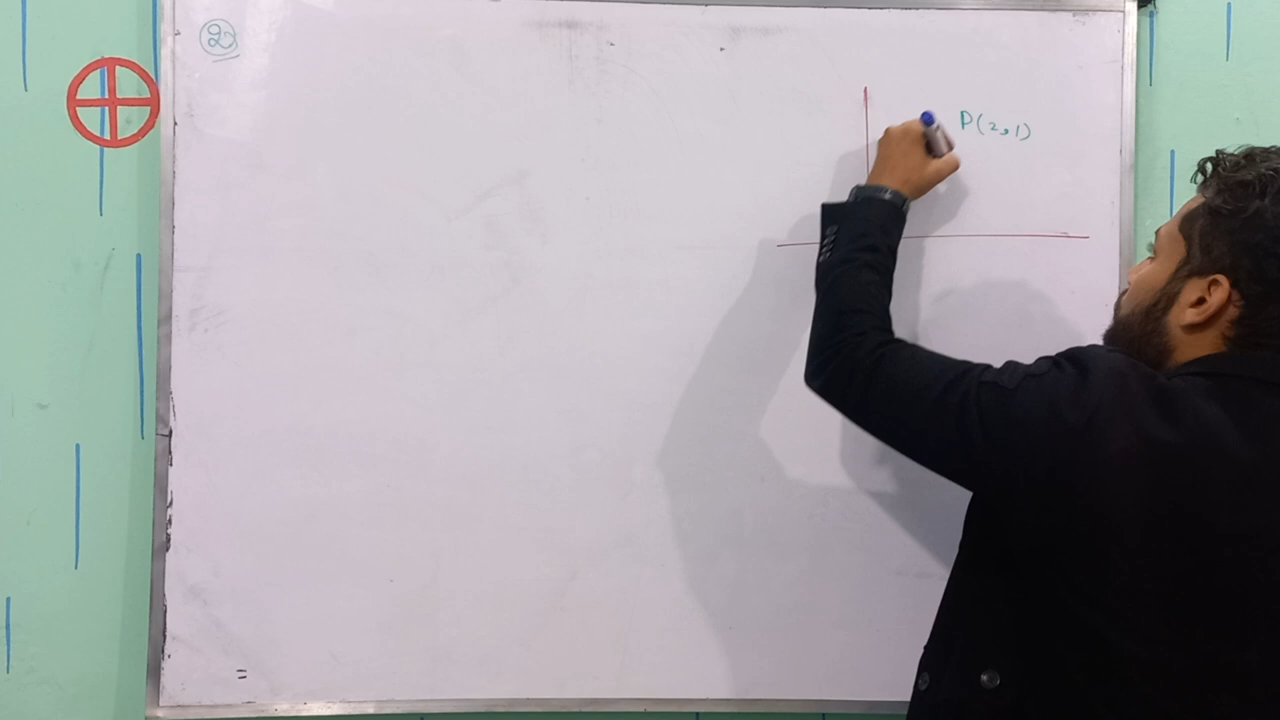 2
P(2,1)
=